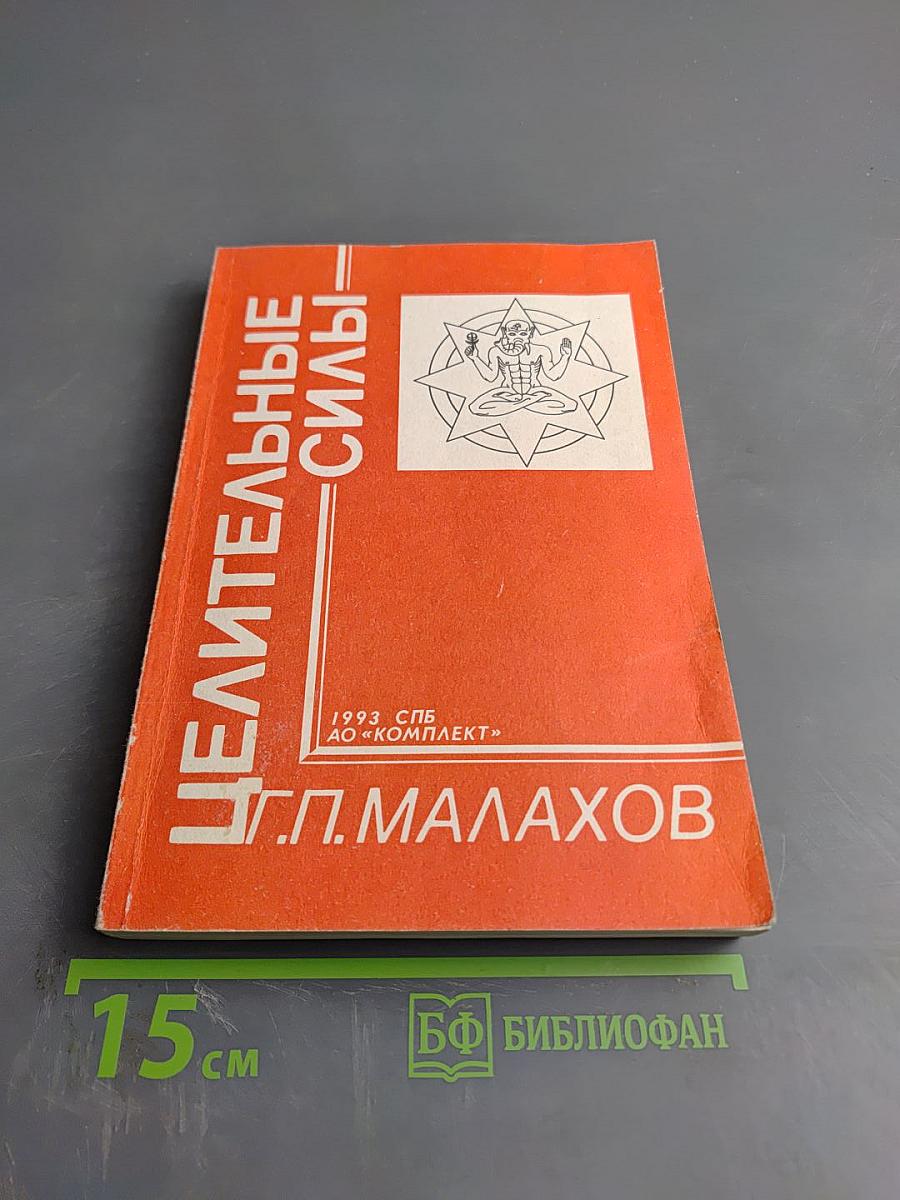 ЦЕЛИТЕЛЬНЫЕ
СИЛЫ
1993 СПБ
АО «КОМПЛЕКТ»
Г.П. МАЛАХОВ
15 см
БФ БИБЛИОФАН